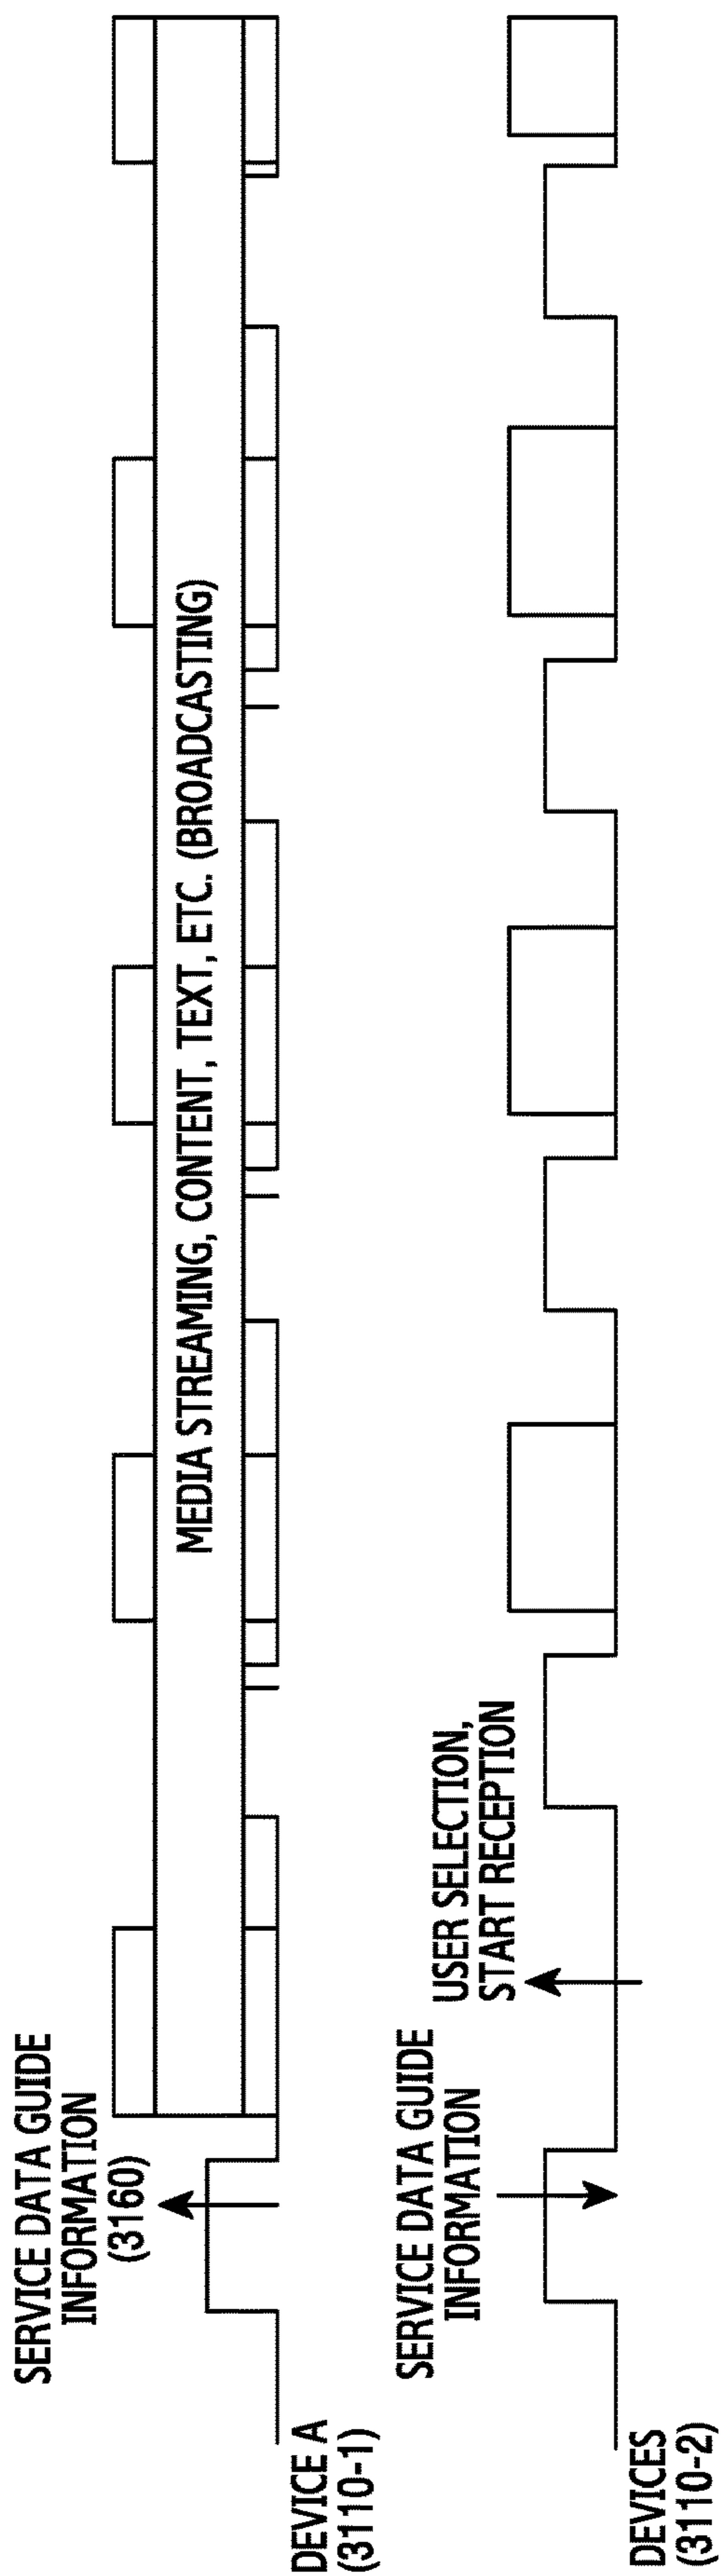 SERVICE DATA GUIDE
INFORMATION
(3160)
MEDIA STREAMING, CONTENT, TEXT, ETC. (BROADCASTING)
DEVICE A
(3110-1)
SERVICE DATA GUIDE
INFORMATION
USER SELECTION,
START RECEPTION
DEVICES
(3110-2)